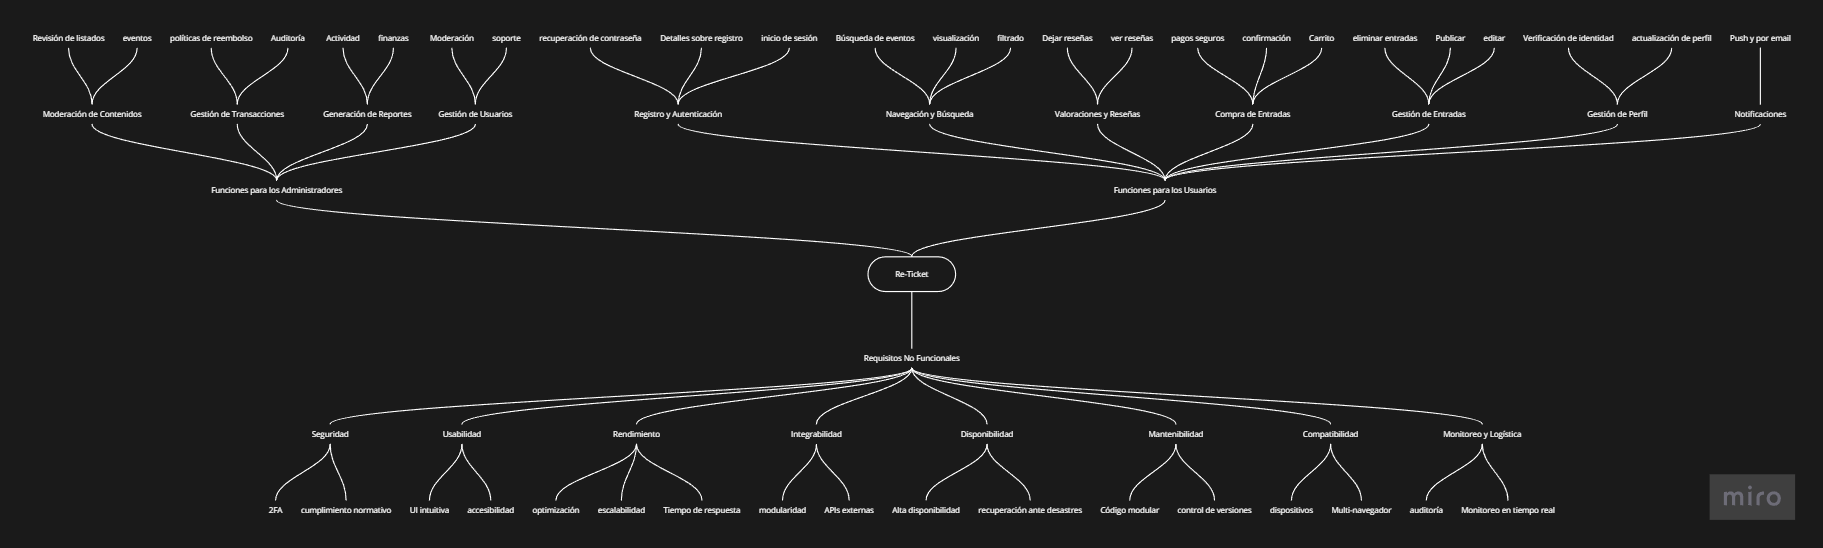 Revisión de listados
eventos
políticas de reembolso
Auditoría
Actividad
finanzas
Moderación
soporte
recuperación de contraseña
Detalles sobre registro
inicio de sesión
Búsqueda de eventos
visualización
filtrado
Dejar reseñas
ver reseñas
pagos seguros
confirmación
Carrito
eliminar entradas
Publicar
editar
Verificación de identidad
actualización de perfil
Push y por email
Moderación de Contenidos
Gestión de Transacciones
Generación de Reportes
Gestión de Usuarios
Registro y Autenticación
Navegación y Búsqueda
Valoraciones y Reseñas
Compra de Entradas
Gestión de Entradas
Gestión de Perfil
Notificaciones
Funciones para los Administradores
Funciones para los Usuarios
Re-Ticket
Requisitos No Funcionales
Seguridad
Usabilidad
Rendimiento
Integrabilidad
Disponibilidad
Mantenibilidad
Compatibilidad
Monitoreo y Logística
2FA
cumplimiento normativo
UI intuitiva
accesibilidad
optimización
escalabilidad
Tiempo de respuesta
modularidad
APIs externas
Alta disponibilidad
recuperación ante desastres
Código modular
control de versiones
dispositivos
Multi-navegador
auditoría
Monitoreo en tiempo real
miro